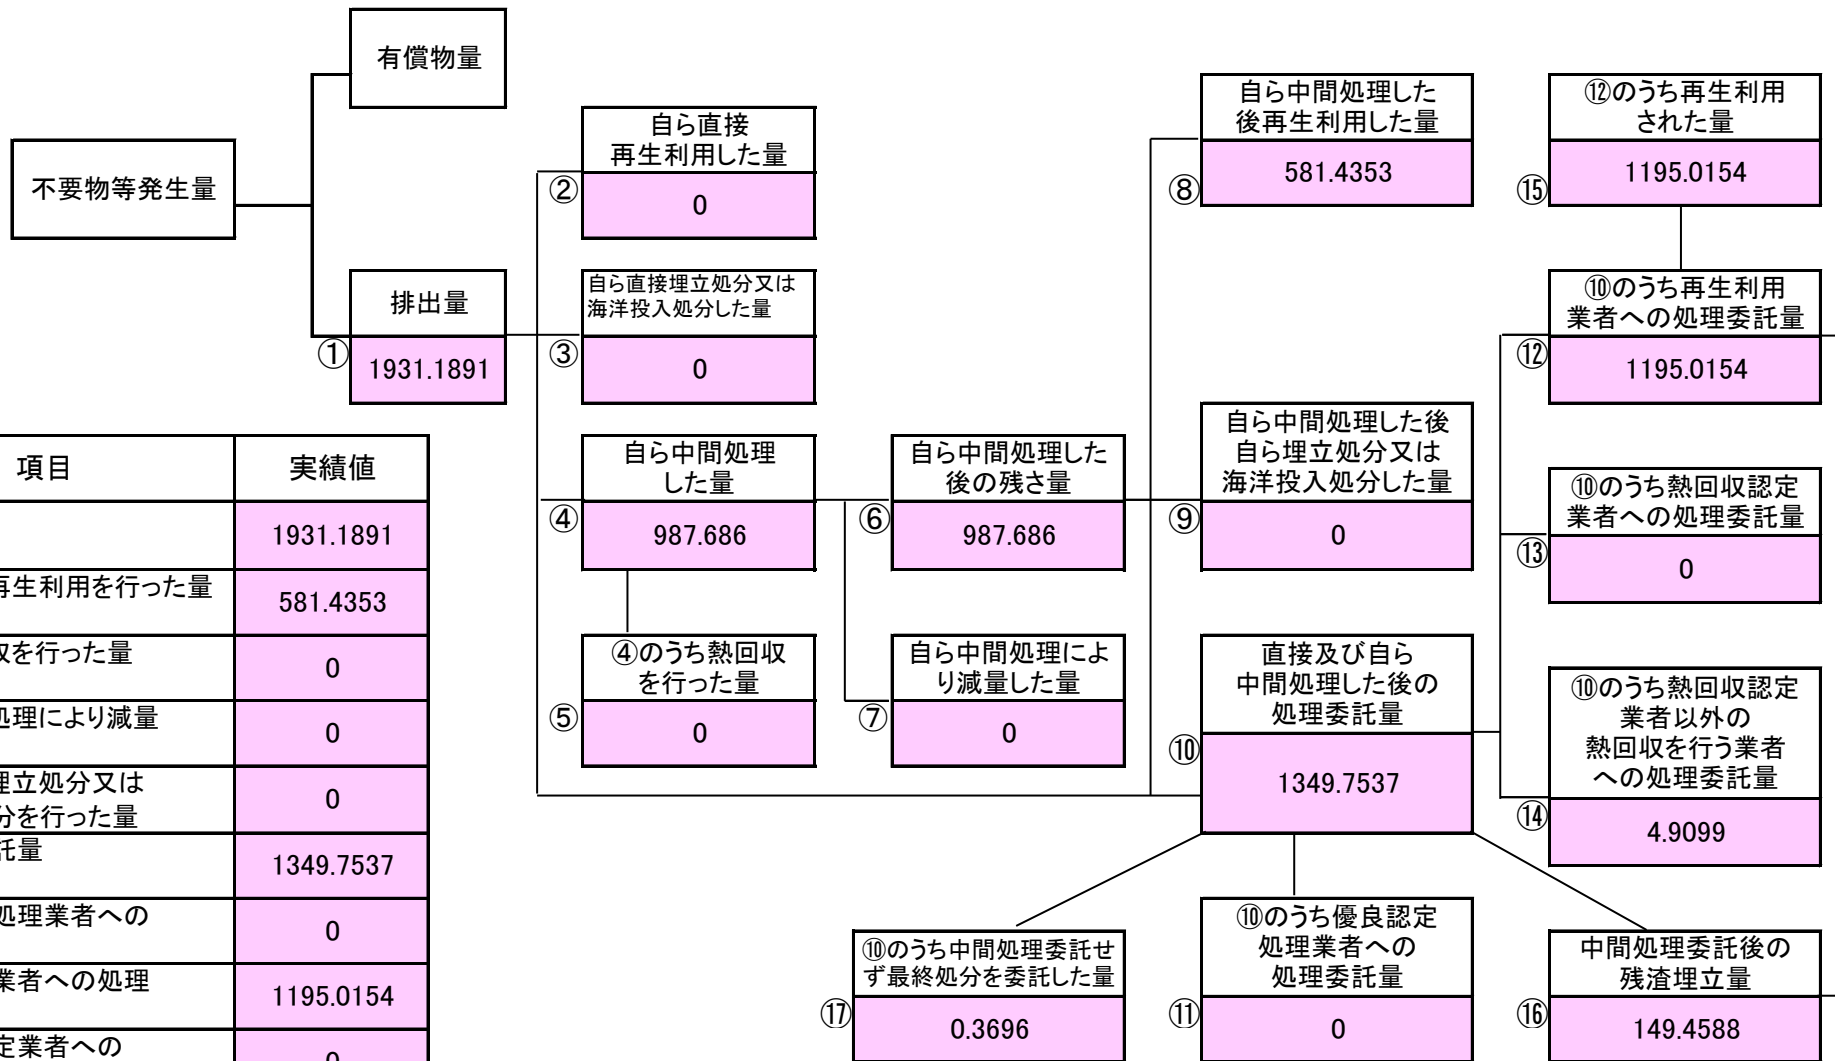 有償物量
不要物等発生量
排出量
①
1931.1891
自ら直接
再生利用した量
②
0
自ら直接埋立処分又は
海洋投入処分した量
③
0
自ら中間処理
した量
④
987.686
④のうち熱回収
を行った量
⑤
0
自ら中間処理した
後の残さ量
⑥
987.686
自ら中間処理によ
り減量した量
⑦
0
自ら中間処理した
後再生利用した量
⑧
581.4353
自ら中間処理した後
自ら埋立処分又は
海洋投入処分した量
⑨
0
直接及び自ら
中間処理した後の
処理委託量
⑩
1349.7537
⑫のうち再生利用
された量
⑮
1195.0154
⑩のうち再生利用
業者への処理委託量
⑫
1195.0154
⑩のうち熱回収認定
業者への処理委託量
⑬
0
⑩のうち熱回収認定
業者以外の
熱回収を行う業者
への処理委託量
⑭
4.9099
⑩のうち中間処理委託せ
ず最終処分を委託した量
⑰
0.3696
⑩のうち優良認定
処理業者への
処理委託量
⑪
0
中間処理委託後の
残渣埋立量
⑯
149.4588
項目 実績値
1931.1891
再生利用を行った量
581.4353
収を行った量
0
処理により減量
0
埋立処分又は
分を行った量
0
託量
1349.7537
処理業者への
0
業者への処理
1195.0154
定業者への
0